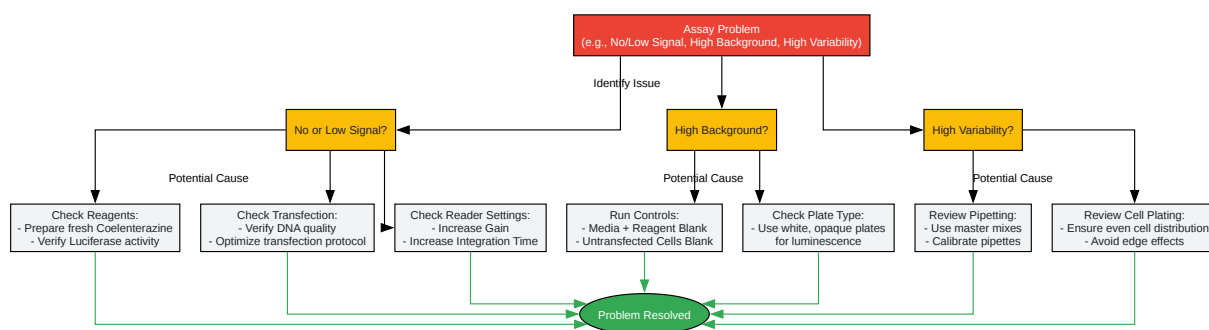 Assay Problem
(e.g., No/Low Signal, High Background, High Variability)
Identify Issue
No or Low Signal?
High Background?
High Variability?
Potential Cause
Potential Cause
Potential Cause
Check Reagents:
- Prepare fresh Coelenterazine
- Verify Luciferase activity
Check Transfection:
- Verify DNA quality
- Optimize transfection protocol
Check Reader Settings:
- Increase Gain
- Increase Integration Time
Run Controls:
- Media + Reagent Blank
- Untransfected Cells Blank
Check Plate Type:
- Use white, opaque plates
for luminescence
Review Pipetting:
- Use master mixes
- Calibrate pipettes
Review Cell Plating:
- Ensure even cell distribution
- Avoid edge effects
Problem Resolved